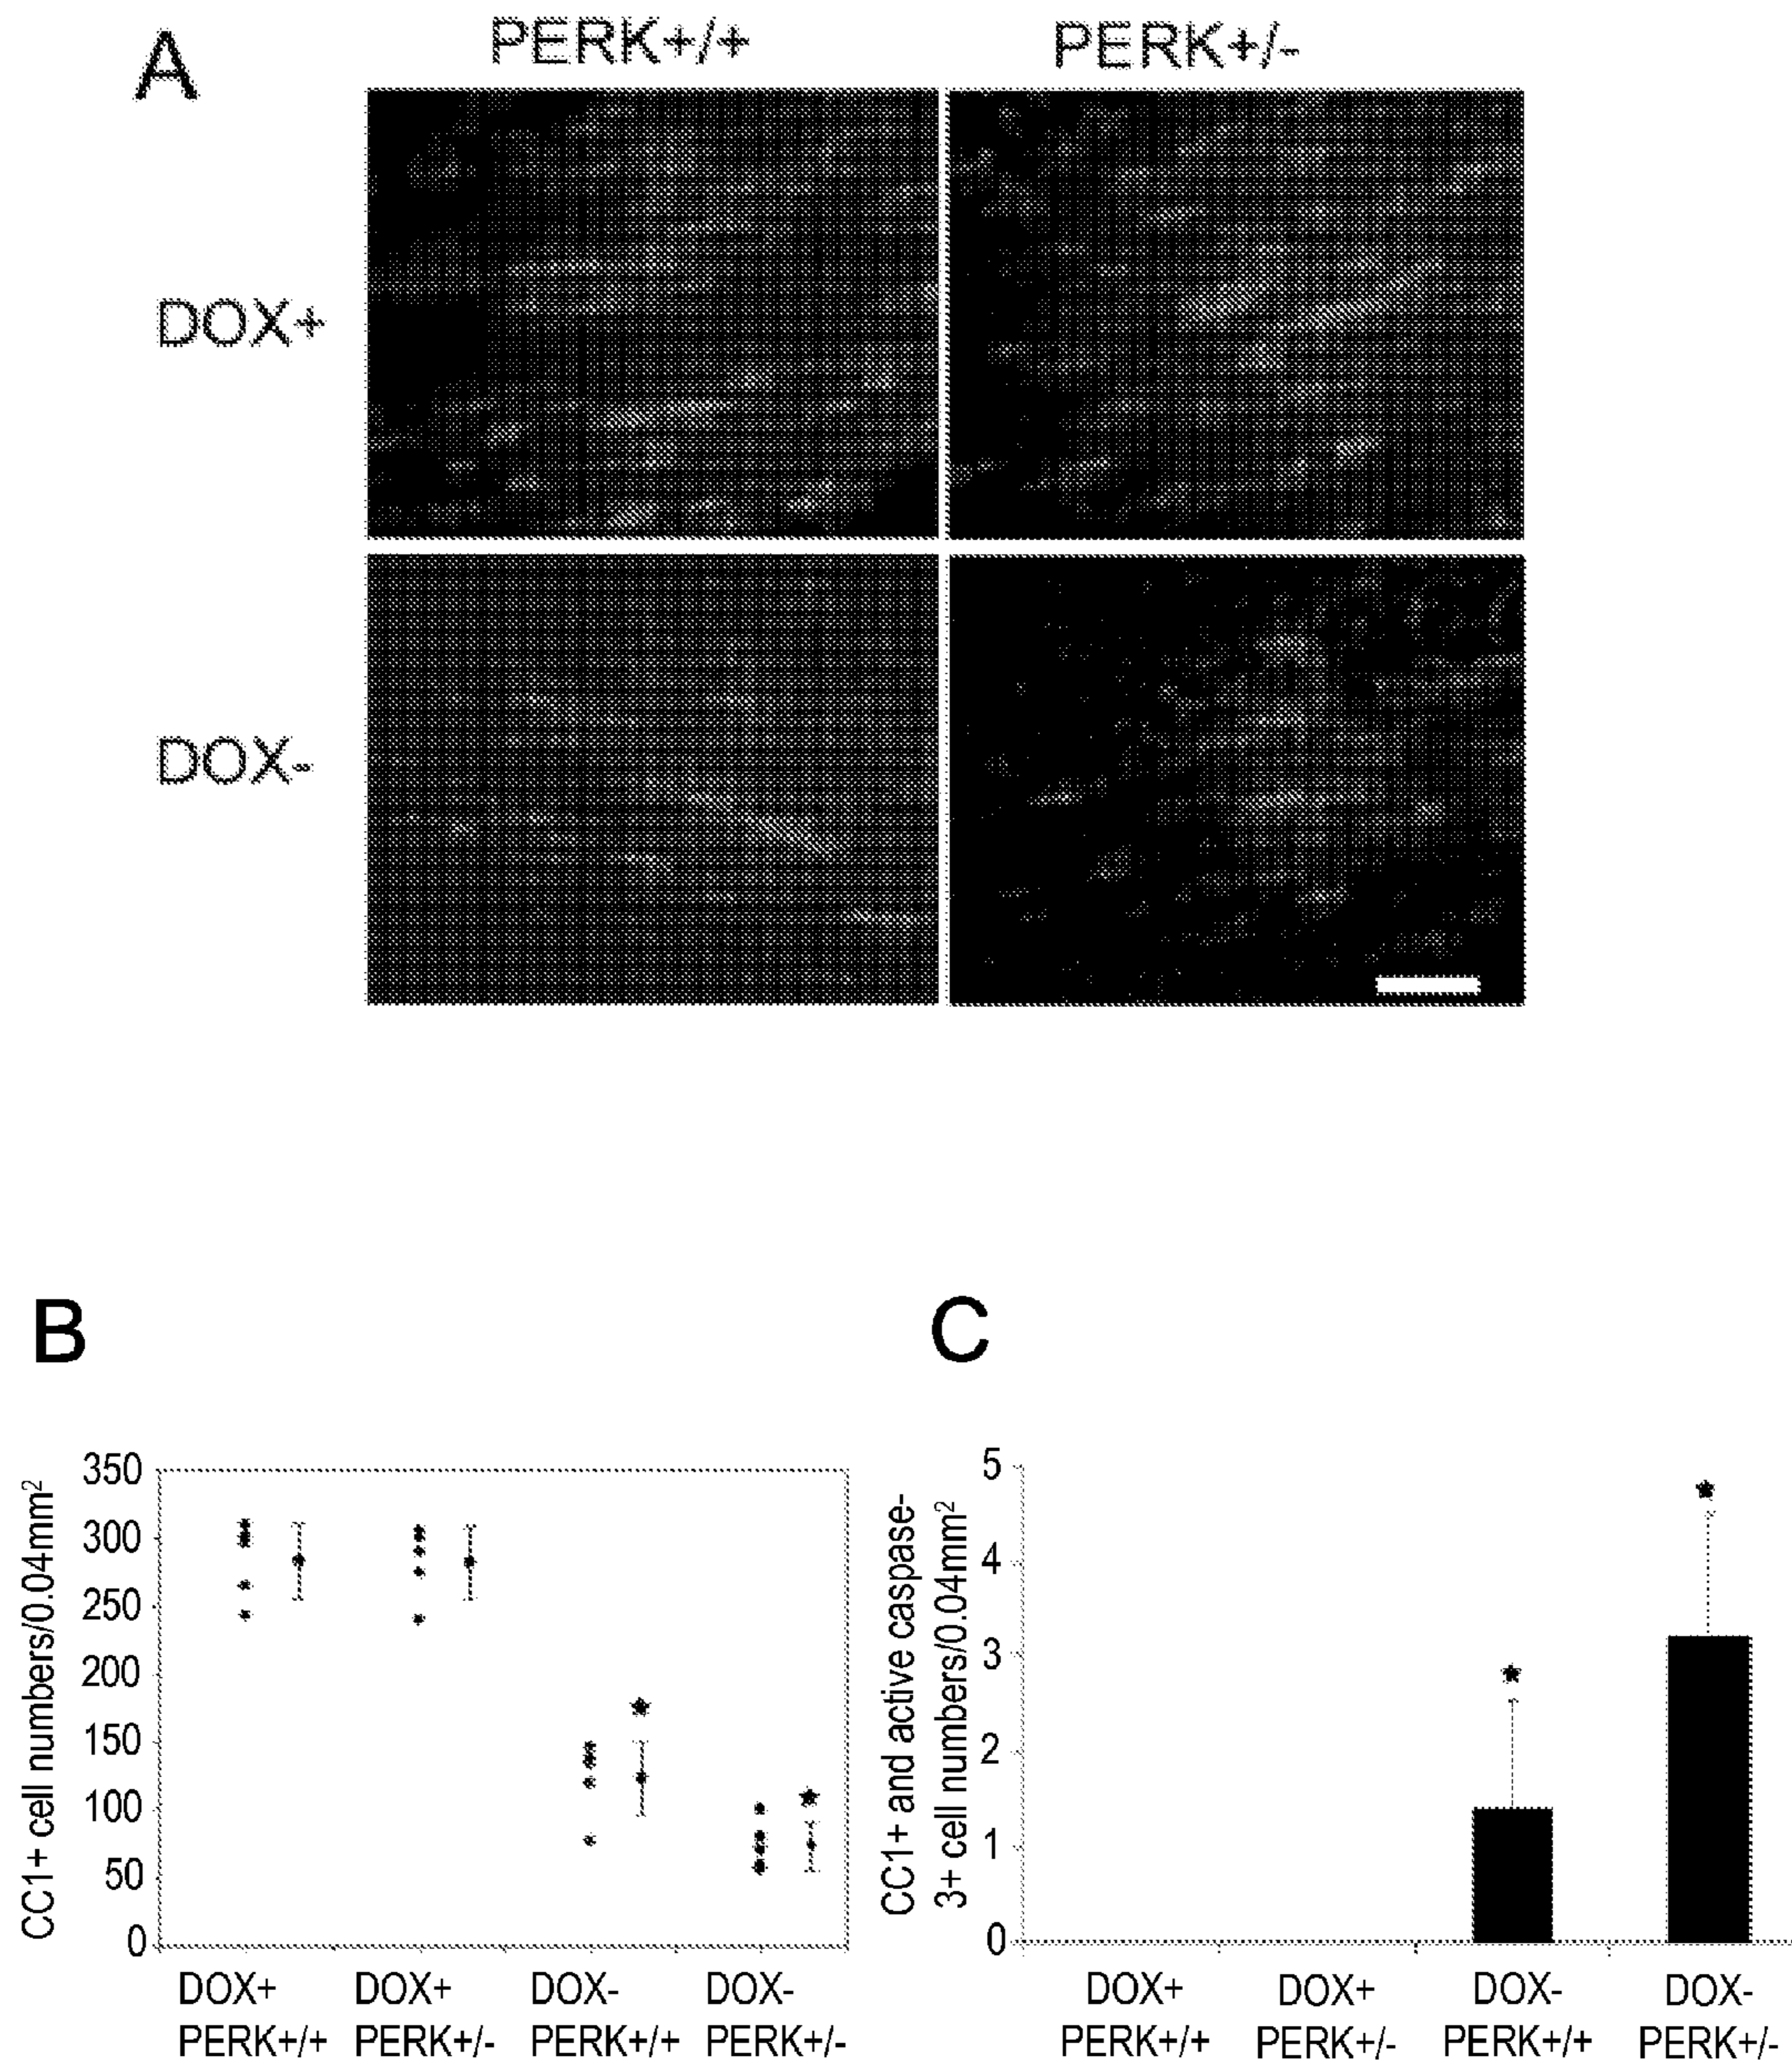 A
PERK+/+
PERK+/-
DOX+
DOX-
B
CC1+ cell numbers/0.04mm²
350
300
250
200
150
100
50
0
DOX+
PERK+/+
DOX+
PERK+/-
DOX-
PERK+/+
DOX-
PERK+/-
C
CC1+ and active caspase-
3+ cell numbers/0.04mm²
5
4
3
2
1
0
DOX+
PERK+/+
DOX+
PERK+/-
DOX-
PERK+/+
DOX-
PERK+/-